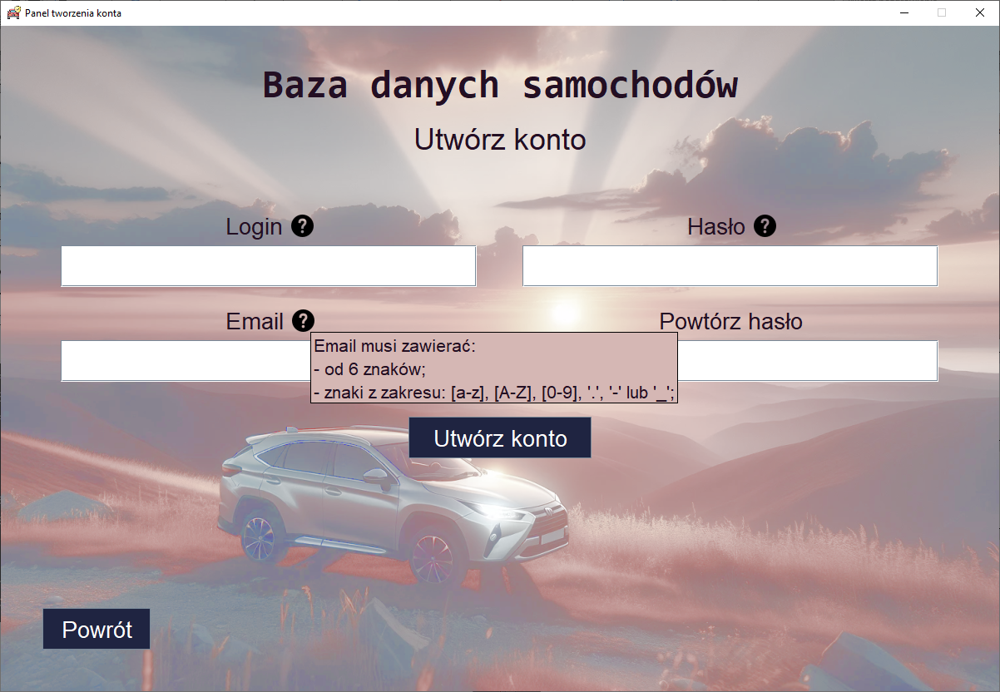 Panel tworzenia konta
Baza danych samochodów
Utwórz konto
Login ?
Hasło ?
Email ?
Powtórz hasło
Email musi zawierać:
- od 6 znaków;
- znaki z zakresu: [a-z], [A-Z], [0-9], '.', '-' lub '_';
Utwórz konto
Powrót